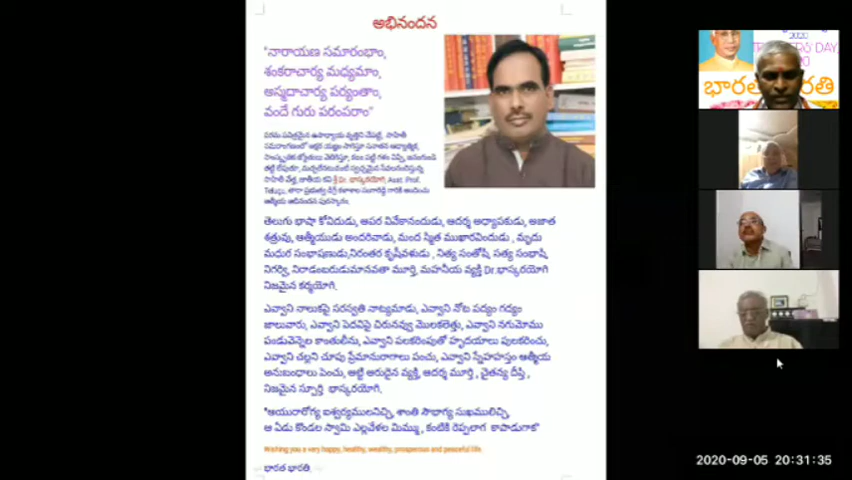 అభినందన
"నారాయణ సమారంభాం,
శంకరాచార్య మధ్యమాం,
అస్మదాచార్య పర్యంతాం,
వందే గురు పరంపరాం"
తెలుగు భాషా కోవిదుడు, అపర వివేకానందుడు, ఆదర్శ అధ్యాపకుడు, అజాత
శత్రువు, ఆత్మీయుడు అందరివాడు, మంద స్మిత ముఖారవిందుడు , మృదు
మధుర సంభాషణుడు,నిరంతర కృషీవళుడు , నిత్య సంతోషి, సత్య సంభాషి,
నిగర్వి, నిరాడంబరుడుమానవతా మూర్తి, మహనీయ వ్యక్తి Dr.భాస్కరయోగి
నిజమైన కర్మయోగి.
ఎవ్వాని నాలుకపై సరస్వతి నాట్యమాడు, ఎవ్వాని నోట పద్యం గద్యం
జాలువారు, ఎవ్వాని పెదవిపై చిరునవ్వు మొలకలెత్తు, ఎవ్వాని నగుమోము
పండువెన్నెల కాంతులీను, ఎవ్వాని పలకరింపుతో హృదయాలు పులకరించు,
ఎవ్వాని చల్లని చూపు ప్రేమానురాగాలు పంచు, ఎవ్వాని స్నేహహస్తం ఆత్మీయ
అనుబంధాలు పెంచు, అట్టి అరుదైన వ్యక్తి, ఆదర్శ మూర్తి , చైతన్య దీప్తి ,
నిజమైన స్ఫూర్తి భాస్కరయోగి.
"ఆయురారోగ్య ఐశ్వర్యములనిచ్చి, శాంతి సౌభాగ్య సుఖములిచ్చి,
ఆ ఏడు కొండల స్వామి ఎల్లవేళల మిమ్ము , కంటికి రెప్పలాగ కాపాడుగాక"
Wishing you a very happy, healthy, wealthy, prosperous and peaceful life.
భారత భారతి.
2020
DAY
2020-09-05 20:31:35